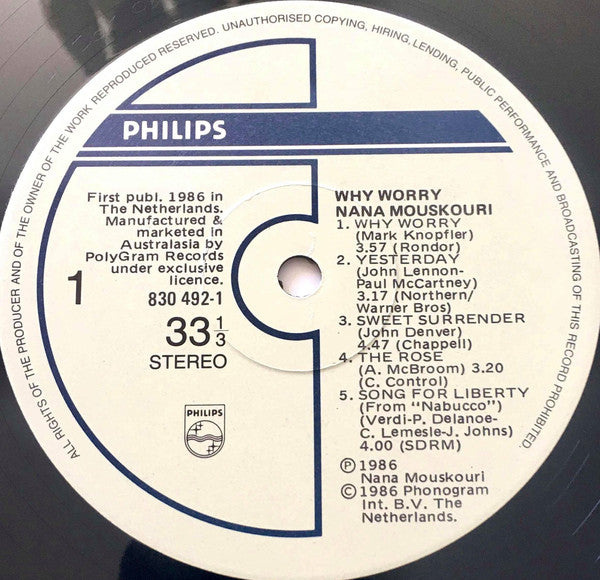 ALL RIGHTS OF THE PRODUCER AND OF THE OWNER OF THE WORK REPRODUCED RESERVED. UNAUTHORISED COPYING, HIRING, LENDING, PUBLIC PERFORMANCE AND BROADCASTING OF THIS RECORD PROHIBITED.
PHILIPS
First publ. 1986 in
The Netherlands.
Manufactured &
marketed in
Australasia by
PolyGram Records
under exclusive
licence.
830 492-1
1
33 1/3
STEREO
PHILIPS
WHY WORRY
NANA MOUSKOURI
1. WHY WORRY
(Mark Knopfler)
3.57 (Rondor)
2. YESTERDAY
(John Lennon-
Paul McCartney)
3.17 (Northern/
Warner Bros)
3. SWEET SURRENDER
(John Denver)
4.47 (Chappell)
4. THE ROSE
(A. McBroom) 3.20
(C. Control)
5. SONG FOR LIBERTY
(From "Nabucco")
(Verdi-P. Delanoe-
C. Lemesle-J. Johns)
4.00 (SDRM)
Ⓟ 1986
Nana Mouskouri
© 1986 Phonogram
Int. B.V. The
Netherlands.